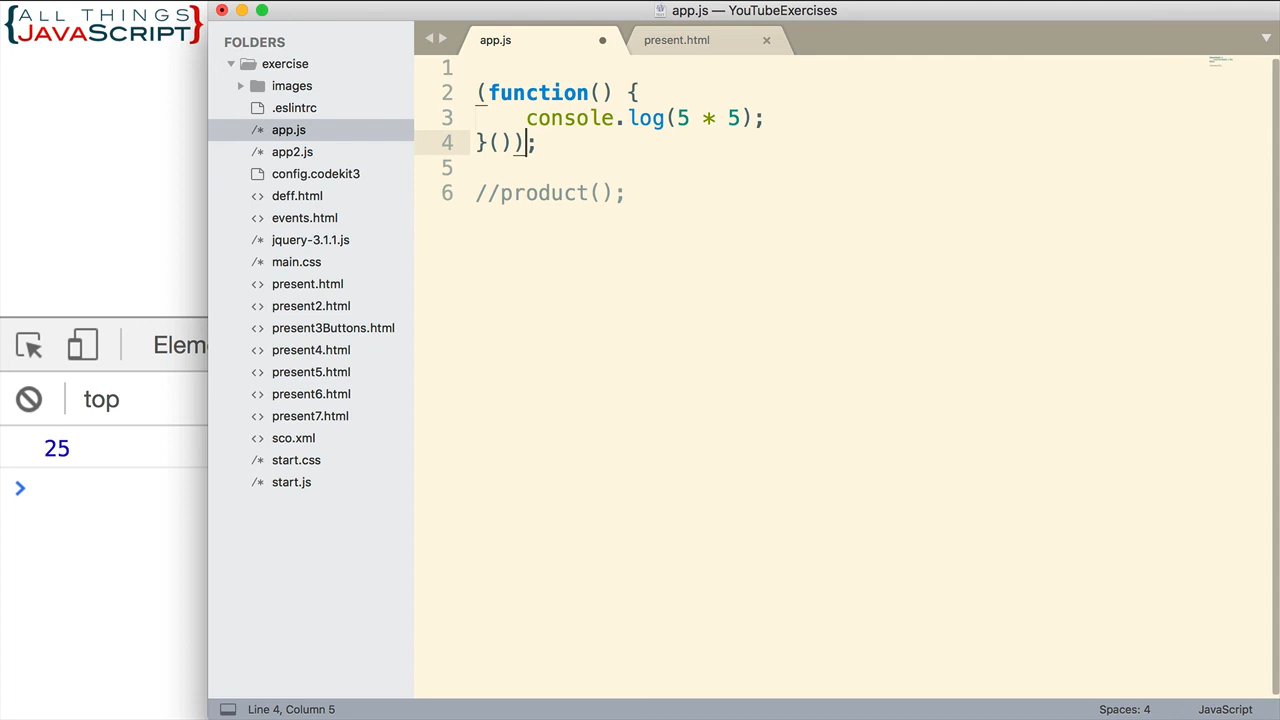 {ALL THINGS
JAVASCRIPT}
app.js — YouTubeExercises
app.js
present.html
FOLDERS
exercise
images
.eslintrc
/* app.js
/* app2.js
config.codekit3
<> deff.html
<> events.html
/* jquery-3.1.1.js
/* main.css
<> present.html
<> present2.html
<> present3Buttons.html
<> present4.html
<> present5.html
<> present6.html
<> present7.html
<> sco.xml
/* start.css
/* start.js
1
2 (function() {
3     console.log(5 * 5);
4 }());
5
6 //product();
Elem
top
25
>
Line 4, Column 5
Spaces: 4
JavaScript